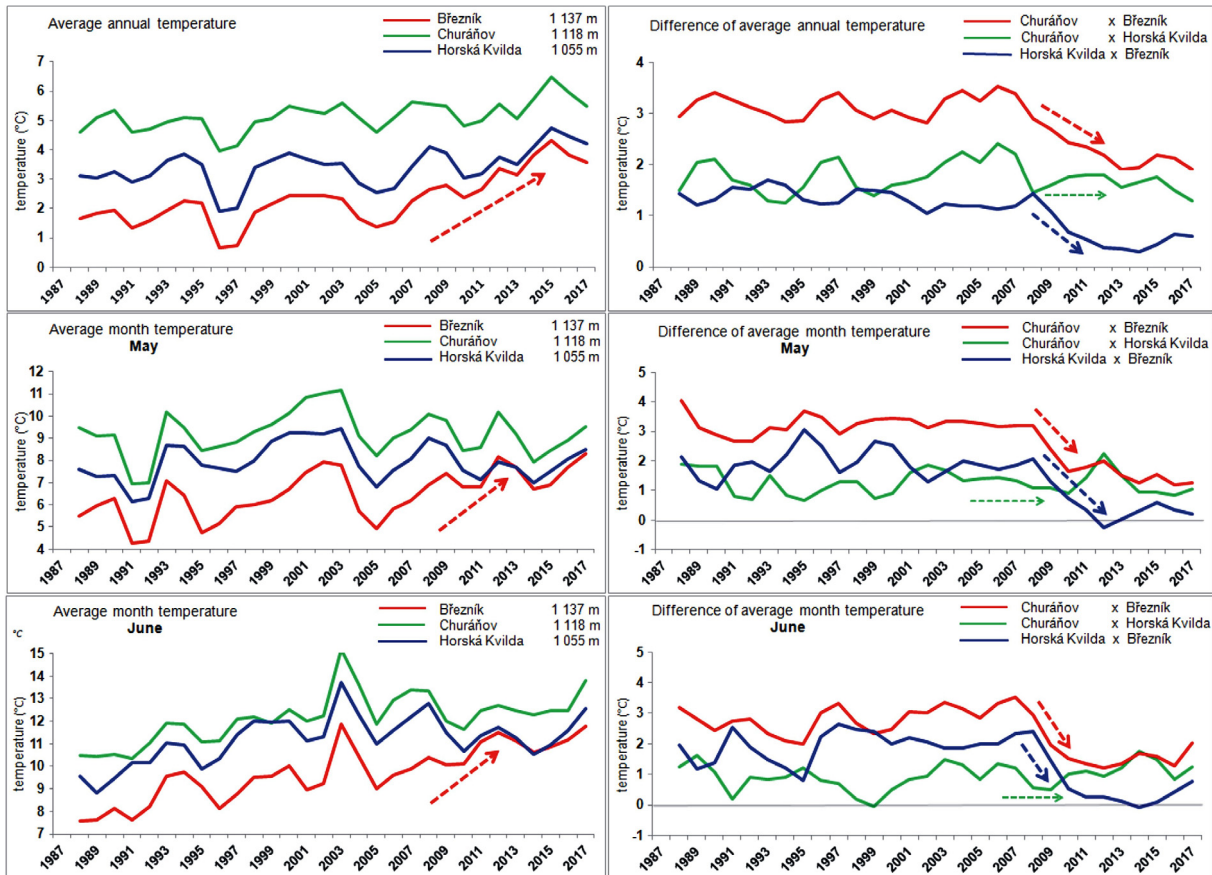 Average annual temperature
Březník 1 137 m
Churáňov 1 118 m
Horská Kvilda 1 055 m
temperature (°C)
7
6
5
4
3
2
1
0
1987 1989 1991 1993 1995 1997 1999 2001 2003 2005 2007 2009 2011 2013 2015 2017
Difference of average annual temperature
Churáňov x Březník
Churáňov x Horská Kvilda
Horská Kvilda x Březník
temperature (°C)
4
3
2
1
0
1987 1989 1991 1993 1995 1997 1999 2001 2003 2005 2007 2009 2011 2013 2015 2017
Average month temperature
May
Březník 1 137 m
Churáňov 1 118 m
Horská Kvilda 1 055 m
temperature (°C)
12
11
10
9
8
7
6
5
4
1987 1989 1991 1993 1995 1997 1999 2001 2003 2005 2007 2009 2011 2013 2015 2017
Difference of average month temperature
May
Churáňov x Březník
Churáňov x Horská Kvilda
Horská Kvilda x Březník
temperature (°C)
5
4
3
2
1
0
-1
1987 1989 1991 1993 1995 1997 1999 2001 2003 2005 2007 2009 2011 2013 2015 2017
Average month temperature
June
Březník 1 137 m
Churáňov 1 118 m
Horská Kvilda 1 055 m
°C
temperature (°C)
15
14
13
12
11
10
9
8
7
1987 1989 1991 1993 1995 1997 1999 2001 2003 2005 2007 2009 2011 2013 2015 2017
Difference of average month temperature
June
Churáňov x Březník
Churáňov x Horská Kvilda
Horská Kvilda x Březník
temperature (°C)
5
4
3
2
1
0
-1
1987 1989 1991 1993 1995 1997 1999 2001 2003 2005 2007 2009 2011 2013 2015 2017